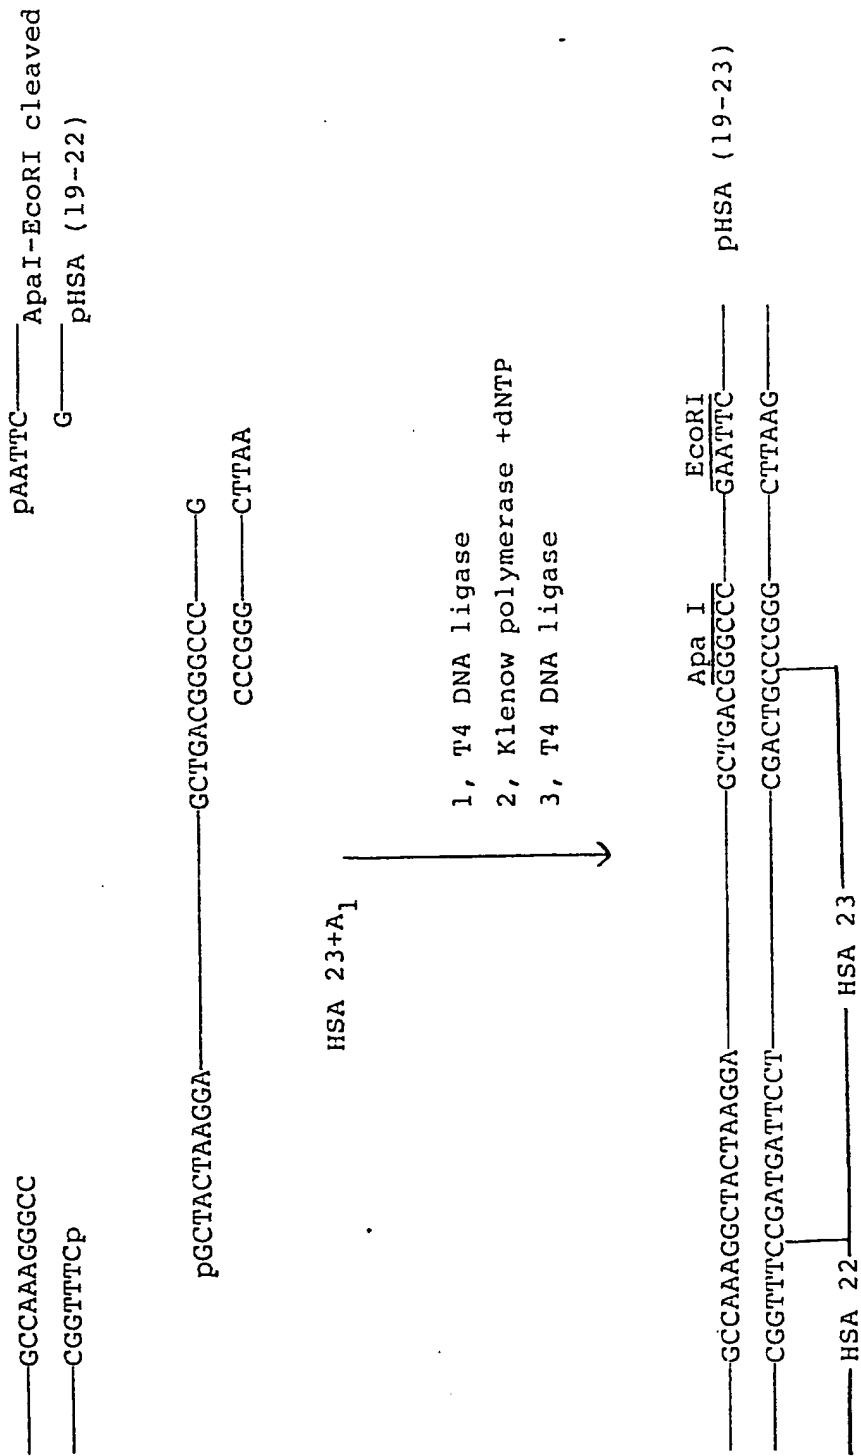 pAATTC
GCCAAAGGGCC ApaI-EcoRI cleaved
G
CGGTTTCp pHSA (19-22)
pGCTACTAAGGA GCTGACGGGCCC G
CCCGGG CTTAA
HSA 23+A1
1, T4 DNA ligase
2, Klenow polymerase +dNTP
3, T4 DNA ligase
Apa I EcoRI
GCCAAAGGCTACTAAGGA GCTGACGGGCCC GAATTC
pHSA (19-23)
CGGTTTCCGATGATTCCT CGACTGCCCGGG CTTAAG
HSA 22 HSA 23